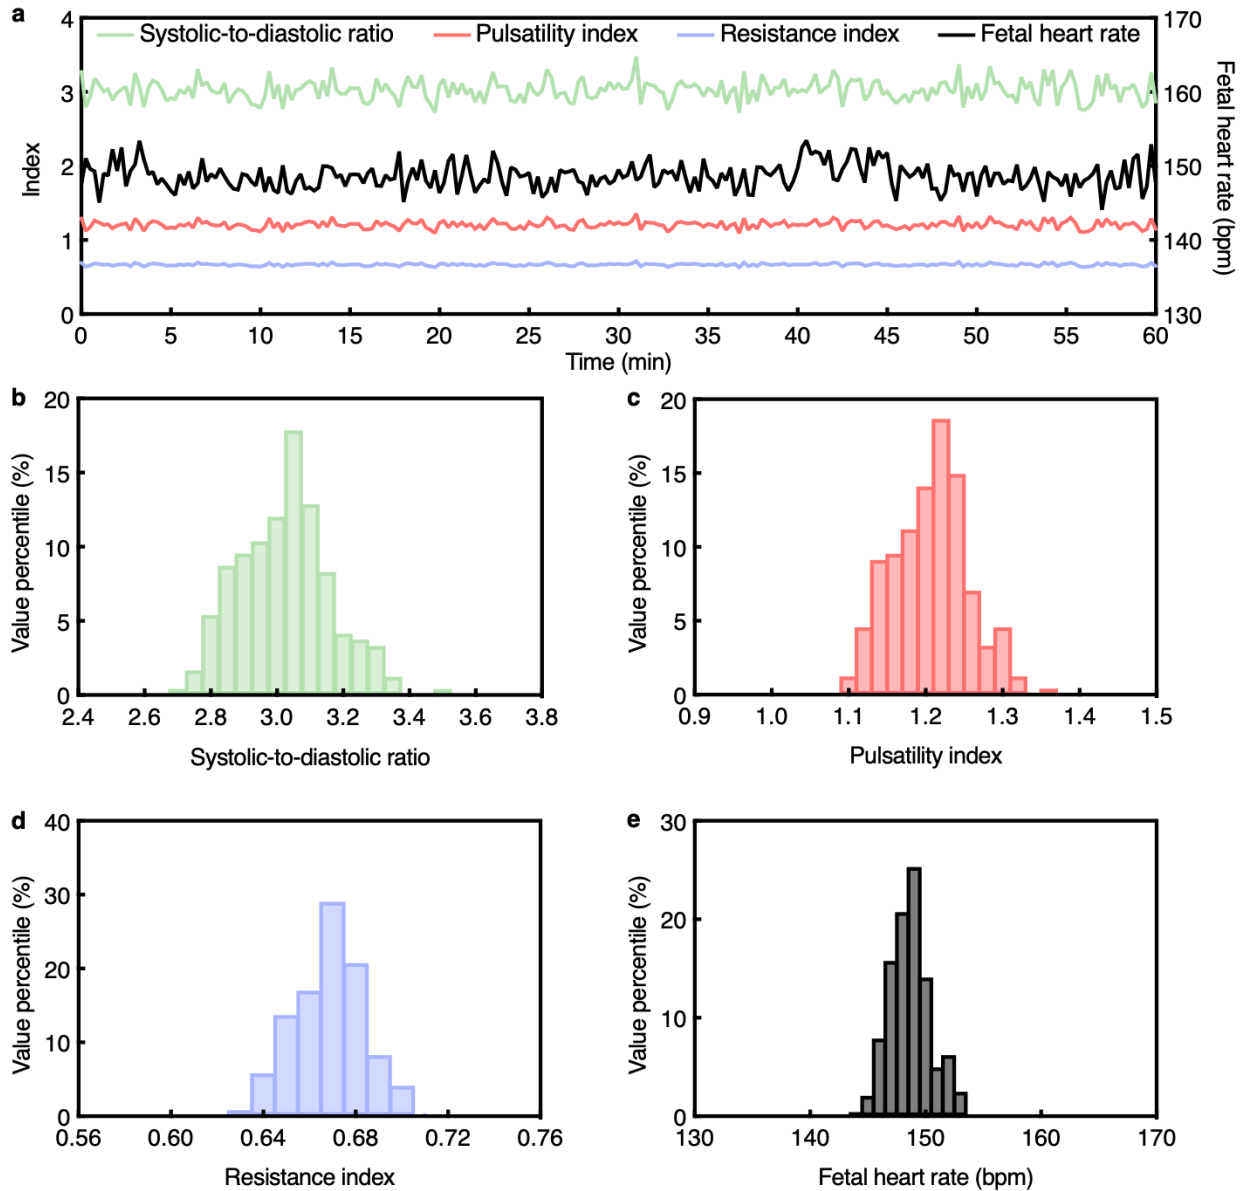 a
4
3
2
1
0
Index
Systolic-to-diastolic ratio Pulsatility index Resistance index Fetal heart rate
170
160
150
140
130
Fetal heart rate (bpm)
0 5 10 15 20 25 30 35 40 45 50 55 60
Time (min)
b
20
15
10
5
0
Value percentile (%)
2.4 2.6 2.8 3.0 3.2 3.4 3.6 3.8
Systolic-to-diastolic ratio
c
20
15
10
5
0
Value percentile (%)
0.9 1.0 1.1 1.2 1.3 1.4 1.5
Pulsatility index
d
40
30
20
10
0
Value percentile (%)
0.56 0.60 0.64 0.68 0.72 0.76
Resistance index
e
30
20
10
0
Value percentile (%)
130 140 150 160 170
Fetal heart rate (bpm)